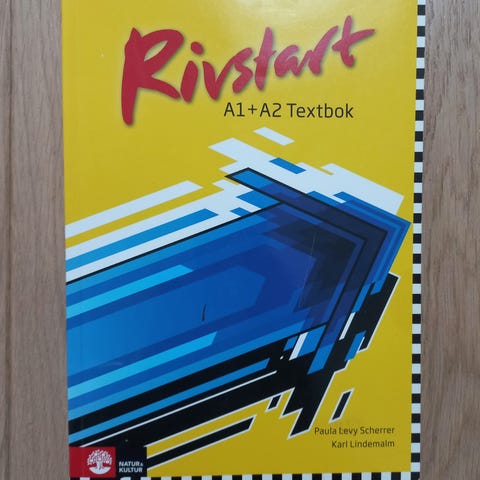 Rivstart
A1+A2 Textbok
Paula Levy Scherrer
Karl Lindemalm
NATUR &
KULTUR